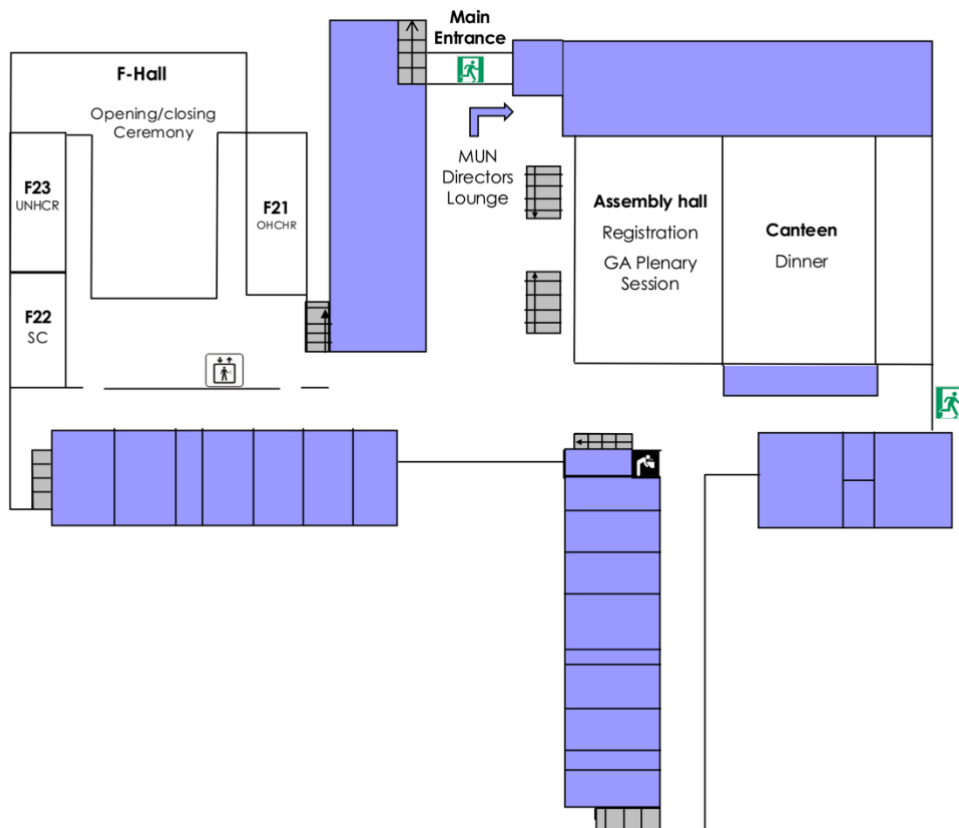 Main
Entrance
F-Hall
Opening/closing
Ceremony
MUN
Directors
Lounge
F23
UNHCR
F21
OHCHR
Assembly hall
Registration
GA Plenary
Session
Canteen
Dinner
F22
SC